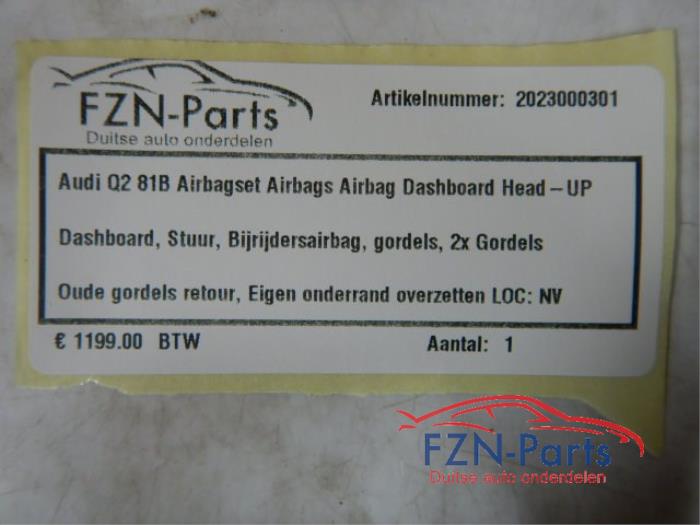 FZN-Parts
Duitse auto onderdelen
Artikelnummer: 2023000301
Audi Q2 81B Airbagset Airbags Airbag Dashboard Head-UP
Dashboard, Stuur, Bijrijdersairbag, gordels, 2x Gordels
Oude gordels retour, Eigen onderrand overzetten LOC: NV
€ 1199.00 BTW
Aantal: 1
FZN-Parts
Duitse auto onderdelen